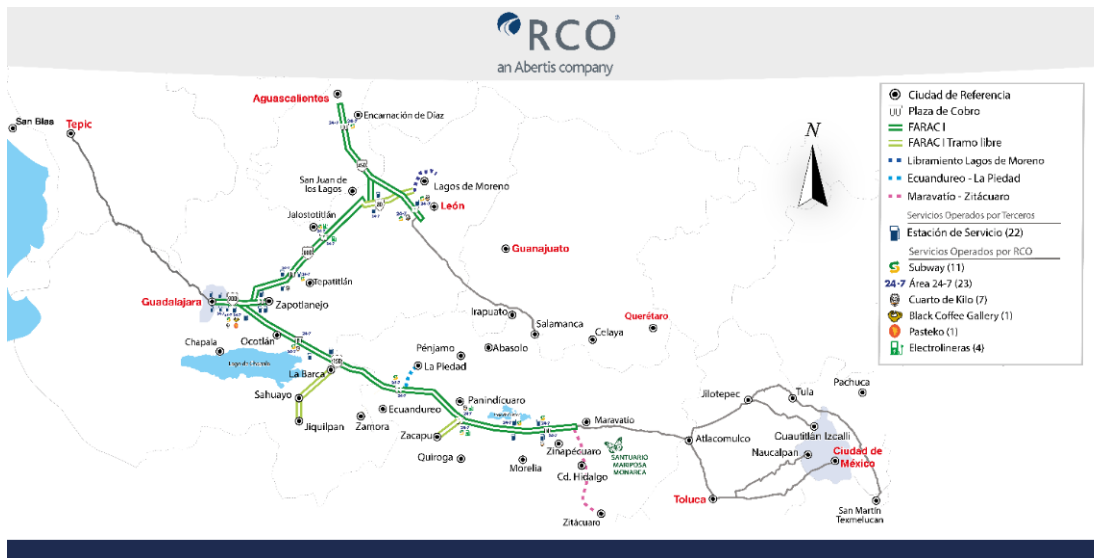 RCO
an Abertis company
Aguascalientes
Encarnación de Díaz
San Blas
Tepic
San Juan de
los Lagos
Lagos de Moreno
León
Jalostotitlán
Guanajuato
Tepatitlán
Guadalajara
Zapotlanejo
Irapuato
Salamanca
Querétaro
Celaya
Chapala
Ocotlán
Pénjamo
Abasolo
La Barca
La Piedad
Sahuayo
Jiquilpan
Zamora
Ecuandureo
Panindícuaro
Zacapu
Quiroga
Morelia
Zinapécuaro
Maravatío
Cd. Hidalgo
Zitácuaro
SANTUARIO
MARIPOSA
MONARCA
Atlacomulco
Jilotepec
Tula
Pachuca
Cuautitlán Izcalli
Naucalpan
Ciudad de
México
Toluca
San Martín
Texmelucan
N
Ciudad de Referencia
Plaza de Cobro
FARAC I
FARAC I Tramo libre
Libramiento Lagos de Moreno
Ecuandureo - La Piedad
Maravatío - Zitácuaro
Servicios Operados por Terceros
Estación de Servicio (22)
Servicios Operados por RCO
Subway (11)
24-7 Área 24-7 (23)
Cuarto de Kilo (7)
Black Coffee Gallery (1)
Pasteko (1)
Electrolineras (4)